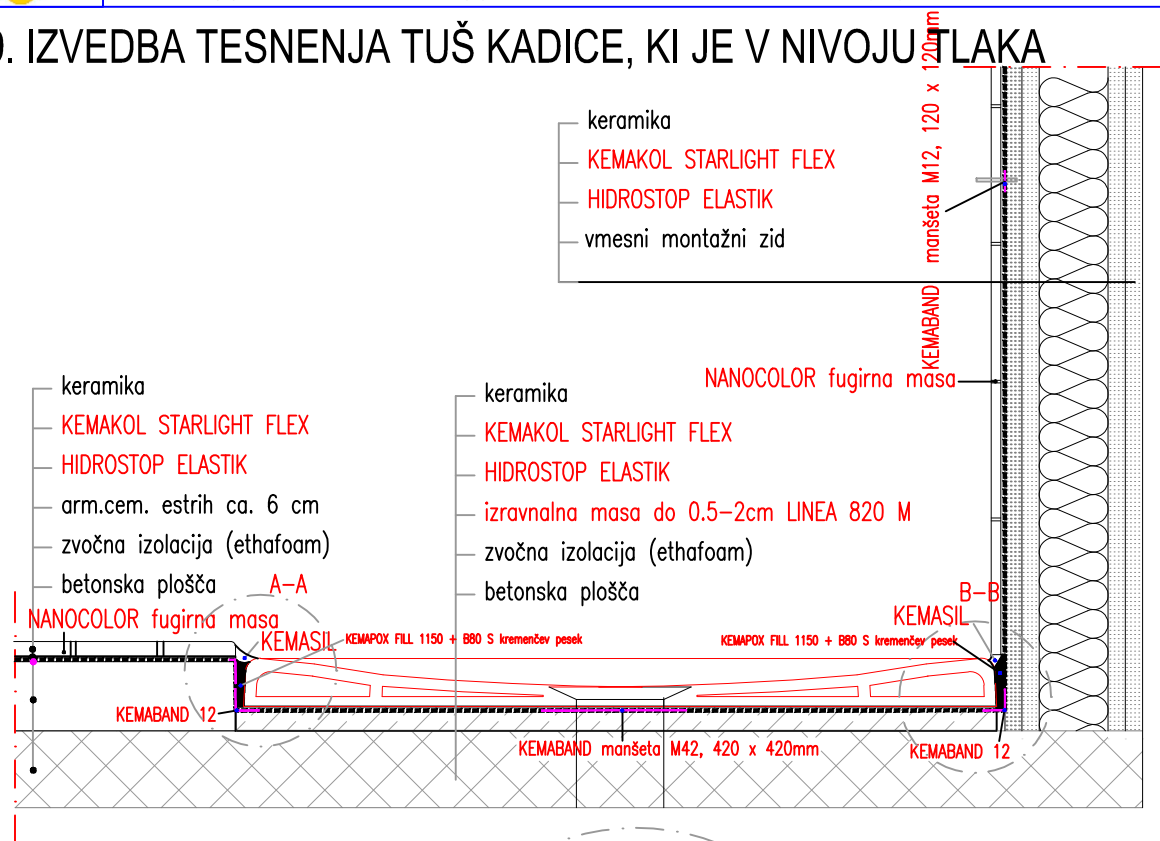 . IZVEDBA TESNENJA TUŠ KADICE, KI JE V NIVOJU TLAKA
keramika
KEMAKOL STARLIGHT FLEX
HIDROSTOP ELASTIK
vmesni montažni zid
KEMABAND manšeta M12, 120 x 120mm
NANOCOLOR fugirna masa
keramika
KEMAKOL STARLIGHT FLEX
HIDROSTOP ELASTIK
arm.cem. estrih ca. 6 cm
zvočna izolacija (ethafoam)
betonska plošča
keramika
KEMAKOL STARLIGHT FLEX
HIDROSTOP ELASTIK
izravnalna masa do 0.5-2cm LINEA 820 M
zvočna izolacija (ethafoam)
betonska plošča
A-A
B-B
NANOCOLOR fugirna masa
KEMASIL
KEMAPOX FILL 1150 + B80 S kremenčev pesek
KEMAPOX FILL 1150 + B80 S kremenčev pesek
KEMASIL
KEMABAND 12
KEMABAND manšeta M42, 420 x 420mm
KEMABAND 12